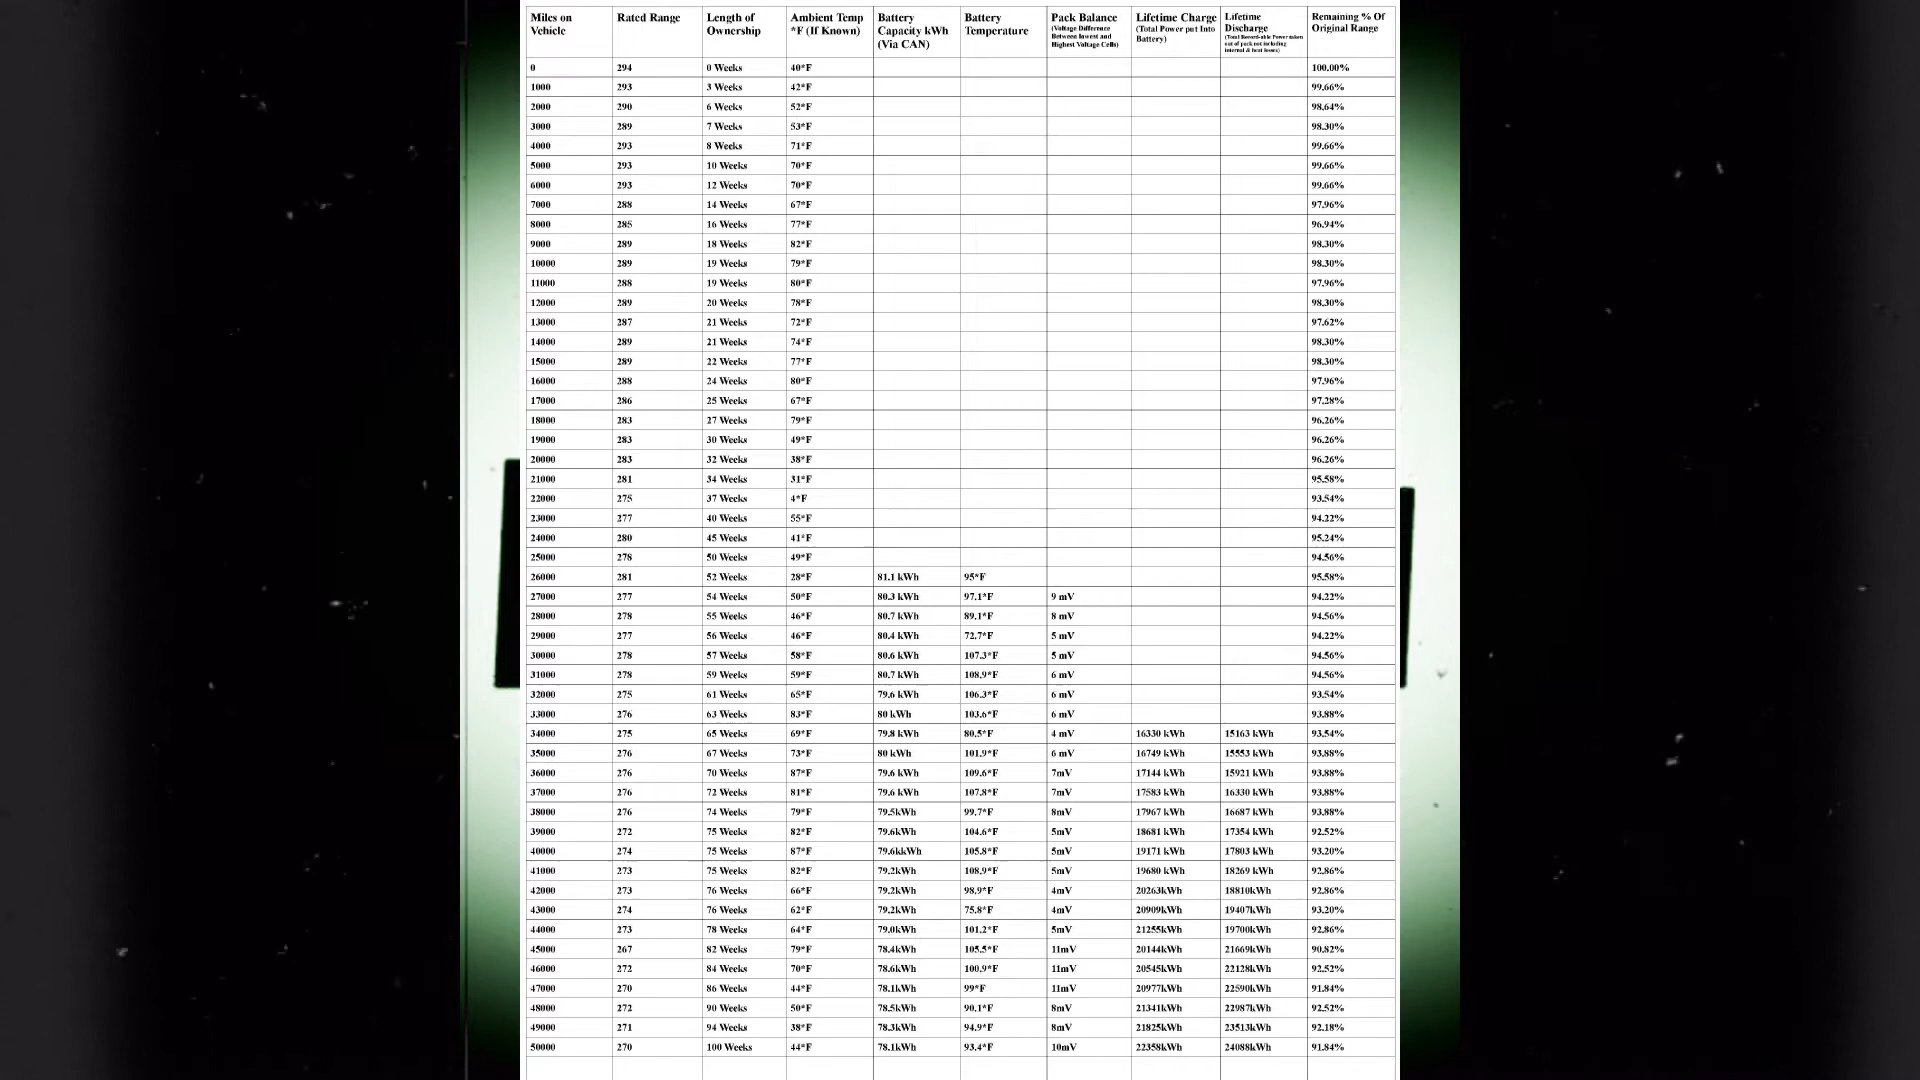 Miles on Vehicle Rated Range Length of Ownership Ambient Temp *F (If Known) Battery Capacity kWh (Via CAN) Battery Temperature Pack Balance (Voltage Difference Between lowest and Highest Voltage Cells) Lifetime Charge (Total Power put Into Battery) Lifetime Discharge (Total Record-able Power taken out of pack not including internal & heat losses) Remaining % Of Original Range
0 294 0 Weeks 40*F 100.00%
1000 293 3 Weeks 42*F 99.66%
2000 290 6 Weeks 52*F 98.64%
3000 289 7 Weeks 53*F 98.30%
4000 293 8 Weeks 71*F 99.66%
5000 293 10 Weeks 70*F 99.66%
6000 293 12 Weeks 70*F 99.66%
7000 288 14 Weeks 67*F 97.96%
8000 285 16 Weeks 77*F 96.94%
9000 289 18 Weeks 82*F 98.30%
10000 289 19 Weeks 79*F 98.30%
11000 288 19 Weeks 80*F 97.96%
12000 289 20 Weeks 78*F 98.30%
13000 287 21 Weeks 72*F 97.62%
14000 289 21 Weeks 74*F 98.30%
15000 289 22 Weeks 77*F 98.30%
16000 288 24 Weeks 80*F 97.96%
17000 286 25 Weeks 67*F 97.28%
18000 283 27 Weeks 79*F 96.26%
19000 283 30 Weeks 49*F 96.26%
20000 283 32 Weeks 38*F 96.26%
21000 281 34 Weeks 31*F 95.58%
22000 275 37 Weeks 4*F 93.54%
23000 277 40 Weeks 55*F 94.22%
24000 280 45 Weeks 41*F 95.24%
25000 278 50 Weeks 49*F 94.56%
26000 281 52 Weeks 28*F 81.1 kWh 95*F 95.58%
27000 277 54 Weeks 50*F 80.3 kWh 97.1*F 9 mV 94.22%
28000 278 55 Weeks 46*F 80.7 kWh 89.1*F 8 mV 94.56%
29000 277 56 Weeks 46*F 80.4 kWh 72.7*F 5 mV 94.22%
30000 278 57 Weeks 58*F 80.6 kWh 107.3*F 5 mV 94.56%
31000 278 59 Weeks 59*F 80.7 kWh 108.9*F 6 mV 94.56%
32000 275 61 Weeks 65*F 79.6 kWh 106.3*F 6 mV 93.54%
33000 276 63 Weeks 83*F 80 kWh 103.6*F 6 mV 93.88%
34000 275 65 Weeks 69*F 79.8 kWh 80.5*F 4 mV 16330 kWh 15163 kWh 93.54%
35000 276 67 Weeks 73*F 80 kWh 101.9*F 6 mV 16749 kWh 15553 kWh 93.88%
36000 276 70 Weeks 87*F 79.6 kWh 109.6*F 7mV 17144 kWh 15921 kWh 93.88%
37000 276 72 Weeks 81*F 79.6 kWh 107.8*F 7mV 17583 kWh 16330 kWh 93.88%
38000 276 74 Weeks 79*F 79.5kWh 99.7*F 8mV 17967 kWh 16687 kWh 93.88%
39000 272 75 Weeks 82*F 79.6kWh 104.6*F 5mV 18681 kWh 17354 kWh 92.52%
40000 274 75 Weeks 87*F 79.6kkWh 105.8*F 5mV 19171 kWh 17803 kWh 93.20%
41000 273 75 Weeks 82*F 79.2kWh 108.9*F 5mV 19680 kWh 18269 kWh 92.86%
42000 273 76 Weeks 66*F 79.2kWh 98.9*F 4mV 20263kWh 18810kWh 92.86%
43000 274 76 Weeks 62*F 79.2kWh 75.8*F 4mV 20909kWh 19407kWh 93.20%
44000 273 78 Weeks 64*F 79.0kWh 101.2*F 5mV 21255kWh 19700kWh 92.86%
45000 267 82 Weeks 79*F 78.4kWh 105.5*F 11mV 20144kWh 21669kWh 90.82%
46000 272 84 Weeks 70*F 78.6kWh 100.9*F 11mV 20545kWh 22128kWh 92.52%
47000 270 86 Weeks 44*F 78.1kWh 99*F 11mV 20977kWh 22590kWh 91.84%
48000 272 90 Weeks 50*F 78.5kWh 90.1*F 8mV 21341kWh 22987kWh 92.52%
49000 271 94 Weeks 38*F 78.3kWh 94.9*F 8mV 21825kWh 23513kWh 92.18%
50000 270 100 Weeks 44*F 78.1kWh 93.4*F 10mV 22358kWh 24088kWh 91.84%